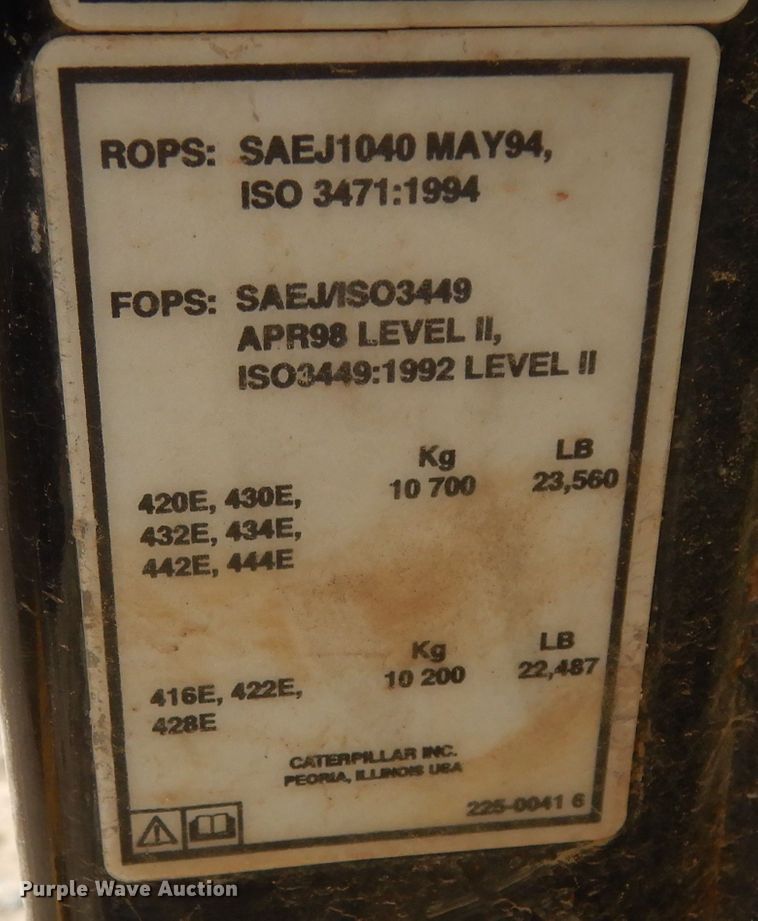 ROPS: SAEJ1040 MAY94,
ISO 3471:1994
FOPS: SAEJ/ISO3449
APR98 LEVEL II,
ISO3449:1992 LEVEL II
Kg LB
420E, 430E, 10 700 23,560
432E, 434E,
442E, 444E
Kg LB
416E, 422E, 10 200 22,487
428E
CATERPILLAR INC.
PEORIA, ILLINOIS USA
225-0041 6
Purple Wave Auction